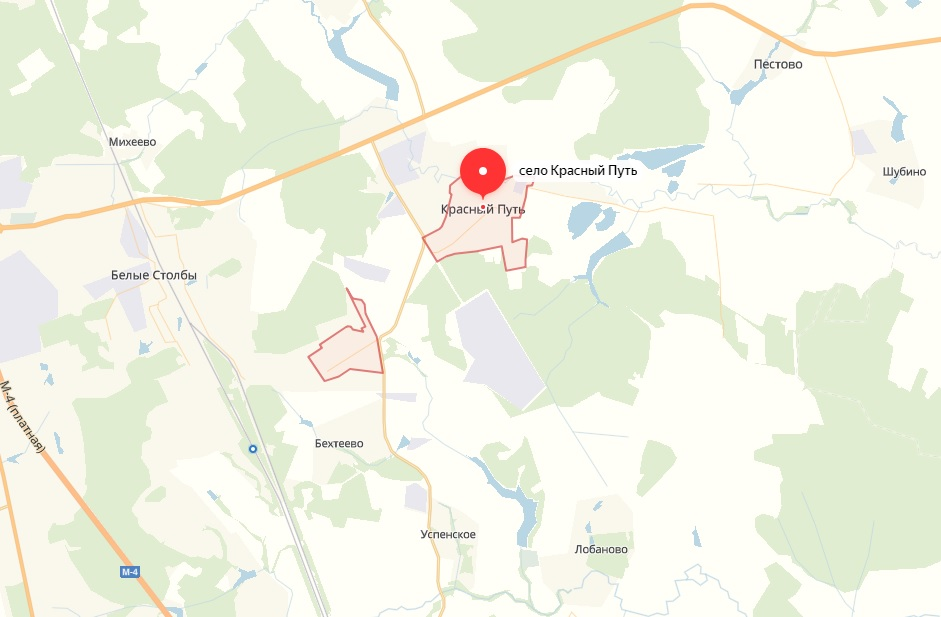 Пестово
Михеево
село Красный Путь
Шубино
Красный Путь
Белые Столбы
М-4 (платная)
Бехтеево
Успенское
Лобаново
М-4